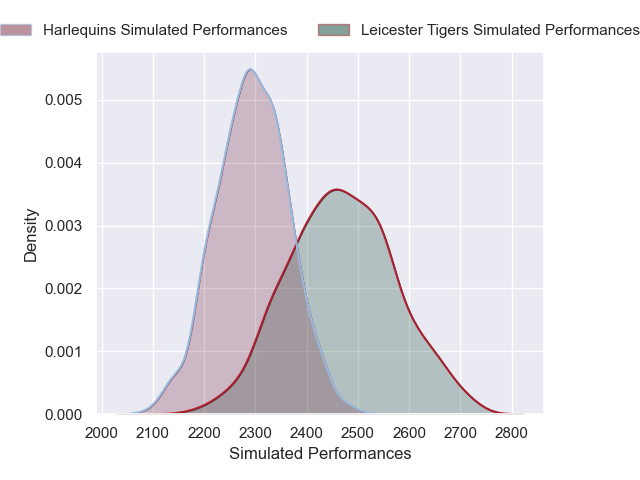 Harlequins Simulated Performances Leicester Tigers Simulated Performances
0.005
0.004
0.003
0.002
0.001
0.000
Density
2000 2100 2200 2300 2400 2500 2600 2700 2800
Simulated Performances